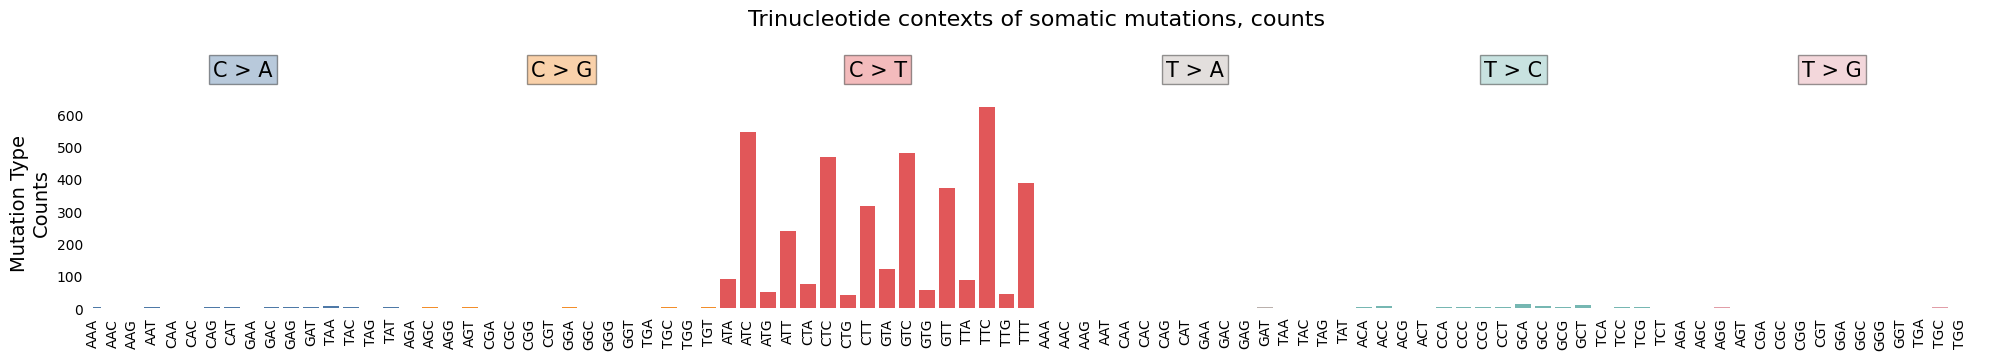 Trinucleotide contexts of somatic mutations, counts
C > A C > G C > T T > A T > C T > G
Mutation Type
Counts
600
500
400
300
200
100
0
AAA AAC AAG AAT CAA CAC CAG CAT GAA GAC GAG GAT TAA TAC TAG TAT AGA AGC AGG AGT CGA CGC CGG CGT GGA GGC GGG GGT TGA TGC TGG TGT ATA ATC ATG ATT CTA CTC CTG CTT GTA GTC GTG GTT TTA TTC TTG TTT AAA AAC AAG AAT CAA CAC CAG CAT GAA GAC GAG GAT TAA TAC TAG TAT ACA ACC ACG ACT CCA CCC CCG CCT GCA GCC GCG GCT TCA TCC TCG TCT AGA AGC AGG AGT CGA CGC CGG CGT GGA GGC GGG GGT TGA TGC TGG